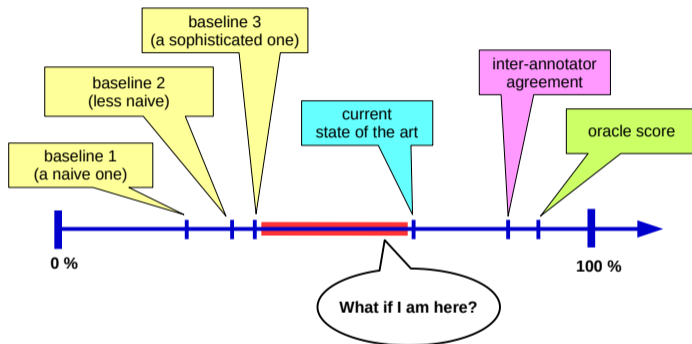 baseline 3
(a sophisticated one)
baseline 2
(less naive)
baseline 1
(a naive one)
current
state of the art
inter-annotator
agreement
oracle score
0 %
100 %
What if I am here?